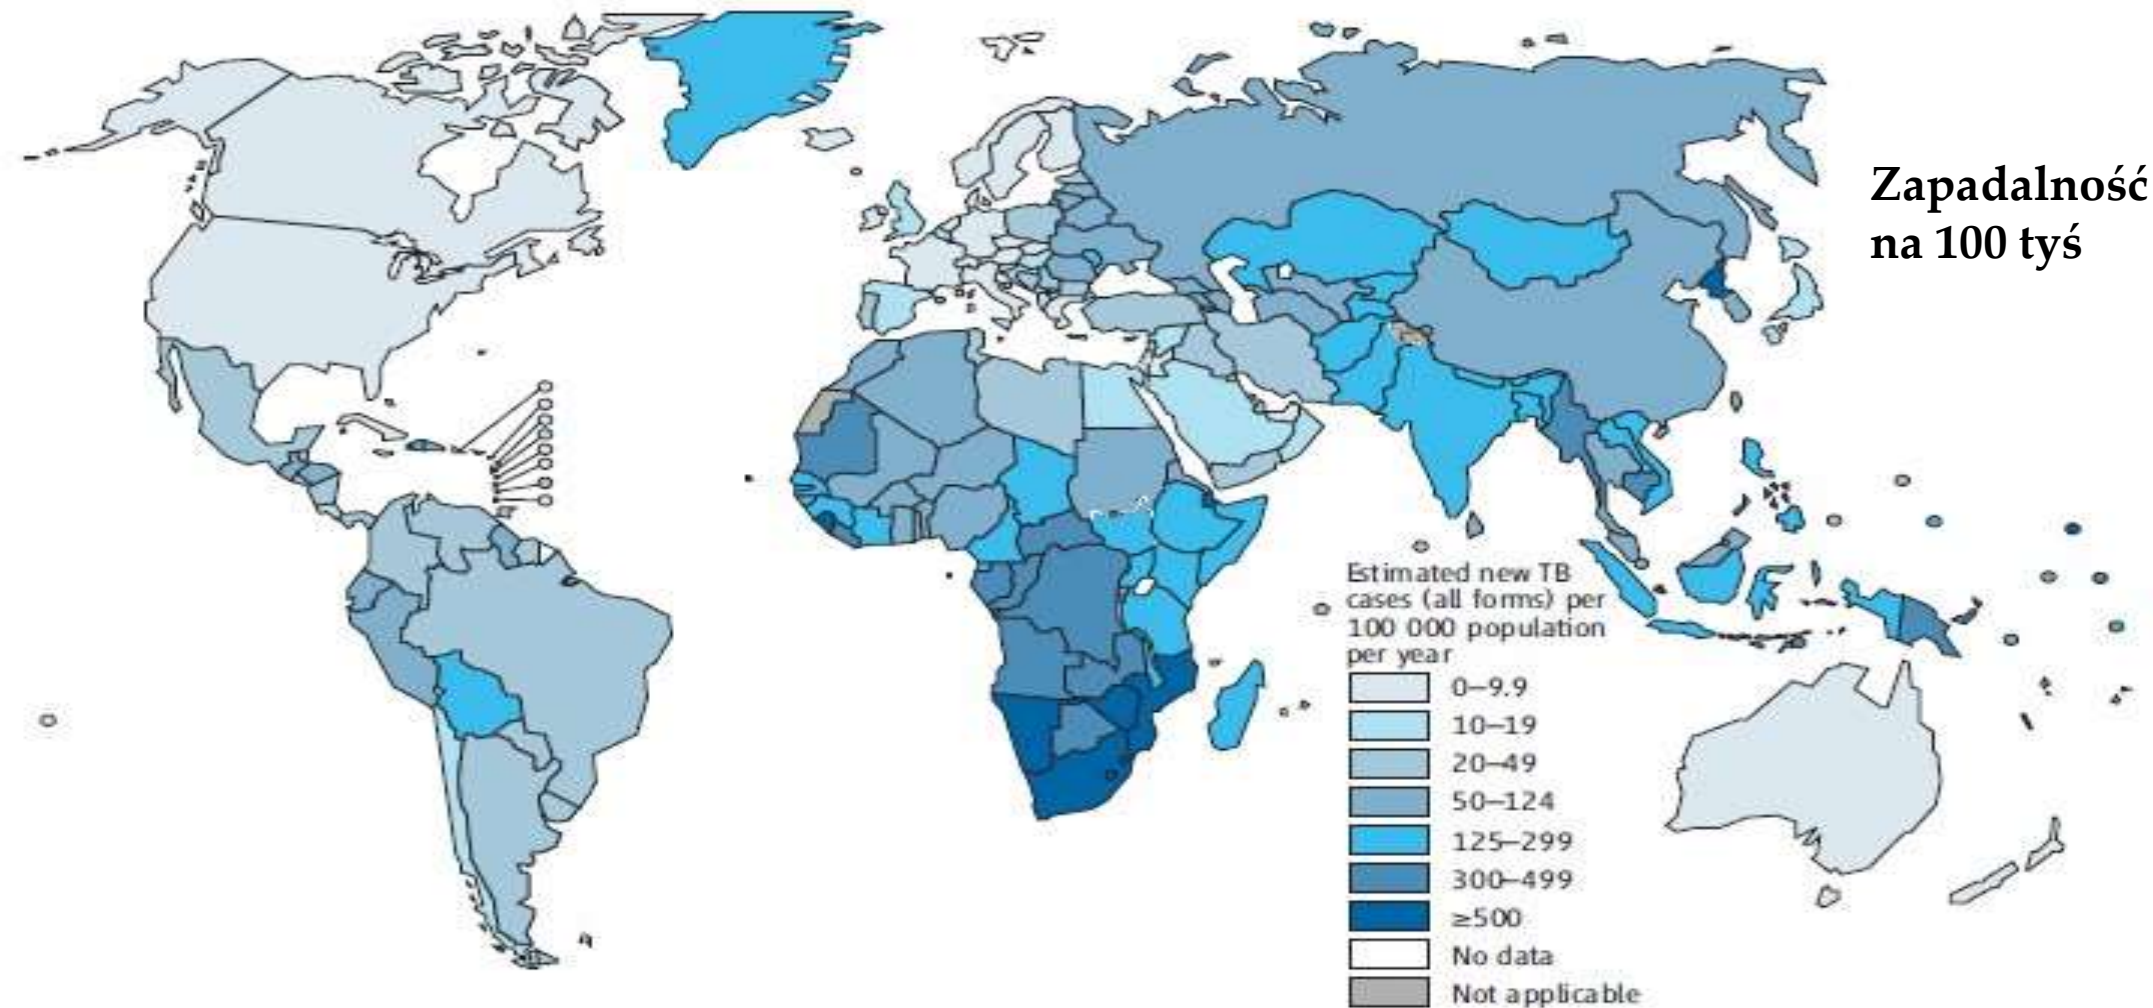 Zapadalność
na 100 tyś
Estimated new TB
cases (all forms) per
100 000 population
per year
0–9.9
10–19
20–49
50–124
125–299
300–499
≥500
No data
Not applicable